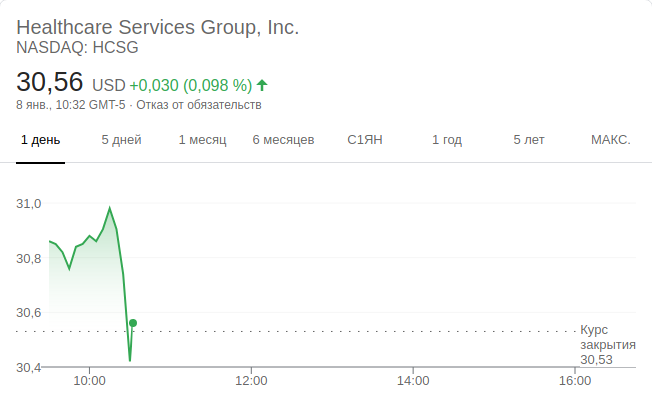 Healthcare Services Group, Inc.
NASDAQ: HCSG
30,56 USD +0,030 (0,098 %)
8 янв., 10:32 GMT-5 · Отказ от обязательств
1 день 5 дней 1 месяц 6 месяцев С1ЯН 1 год 5 лет МАКС.
31,0
30,8
30,6
Курс
закрытия
30,53
30,4
10:00 12:00 14:00 16:00